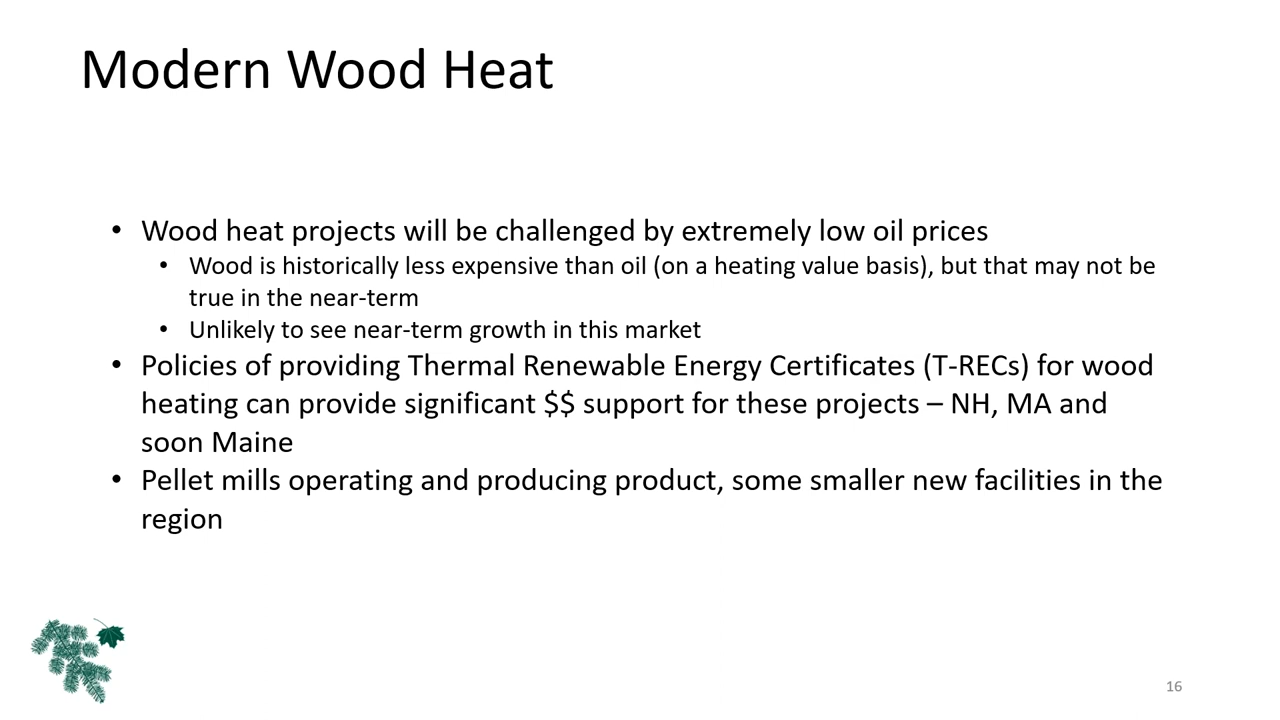 Modern Wood Heat
• Wood heat projects will be challenged by extremely low oil prices
• Wood is historically less expensive than oil (on a heating value basis), but that may not be
true in the near-term
• Unlikely to see near-term growth in this market
• Policies of providing Thermal Renewable Energy Certificates (T-RECs) for wood
heating can provide significant $$ support for these projects – NH, MA and
soon Maine
• Pellet mills operating and producing product, some smaller new facilities in the
region
16